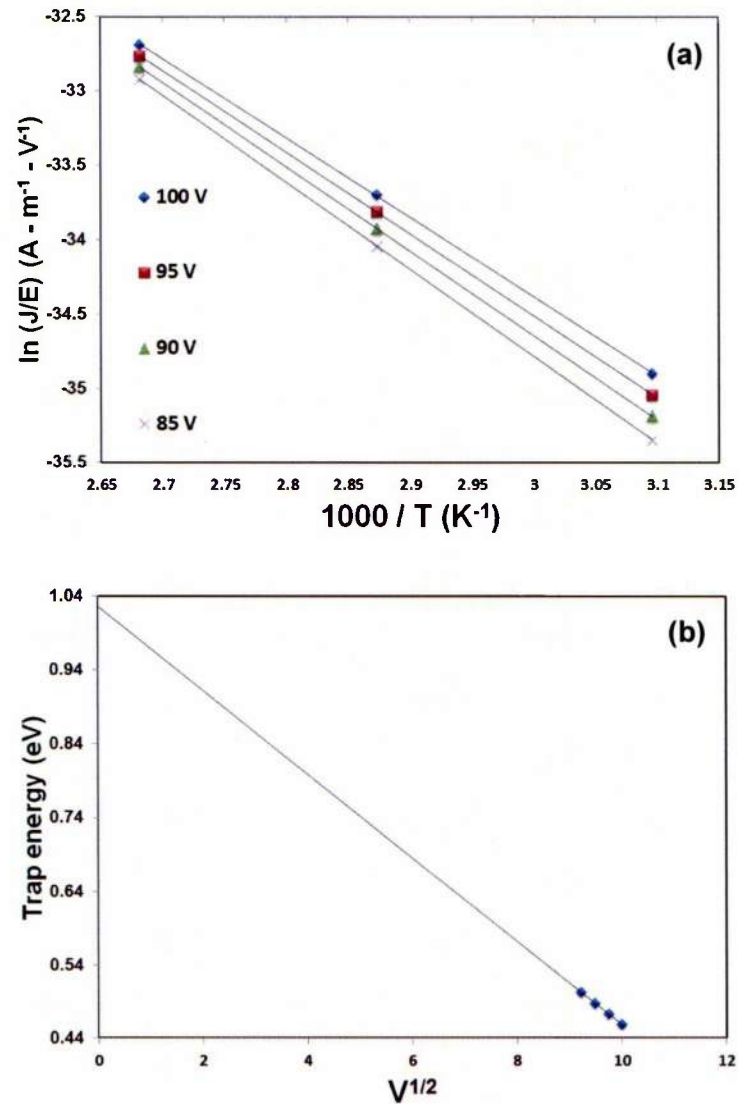 (a)
-32.5
-33
-33.5
-34
-34.5
-35
-35.5
ln (J/E) (A - m-1 - V-1)
100 V
95 V
90 V
85 V
2.65 2.7 2.75 2.8 2.85 2.9 2.95 3 3.05 3.1 3.15
1000 / T (K-1)
(b)
1.04
0.94
0.84
0.74
0.64
0.54
0.44
Trap energy (eV)
0 2 4 6 8 10 12
V1/2